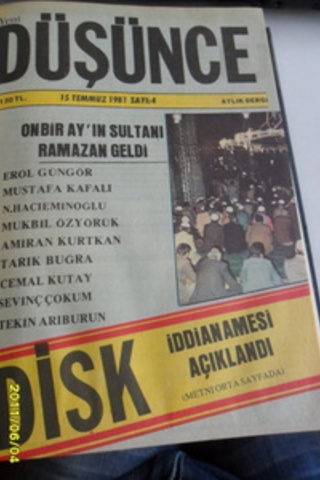 Yeni
DÜŞÜNCE
130 TL.
15 TEMMUZ 1981 SAYI:4
AYLIK DERGİ
ONBİR AY'IN SULTANI
RAMAZAN GELDİ
EROL GÜNGÖR
MUSTAFA KAFALI
N.HACIEMİNOĞLU
MUKBİL ÖZYÖRÜK
AMİRAN KURTKAN
TARIK BUĞRA
CEMAL KUTAY
SEVİNÇ ÇOKUM
TEKİN ARIBURUN
DİSK
İDDİANAMESİ
AÇIKLANDI
(METNİ ORTA SAYFADA)
2011/06/04